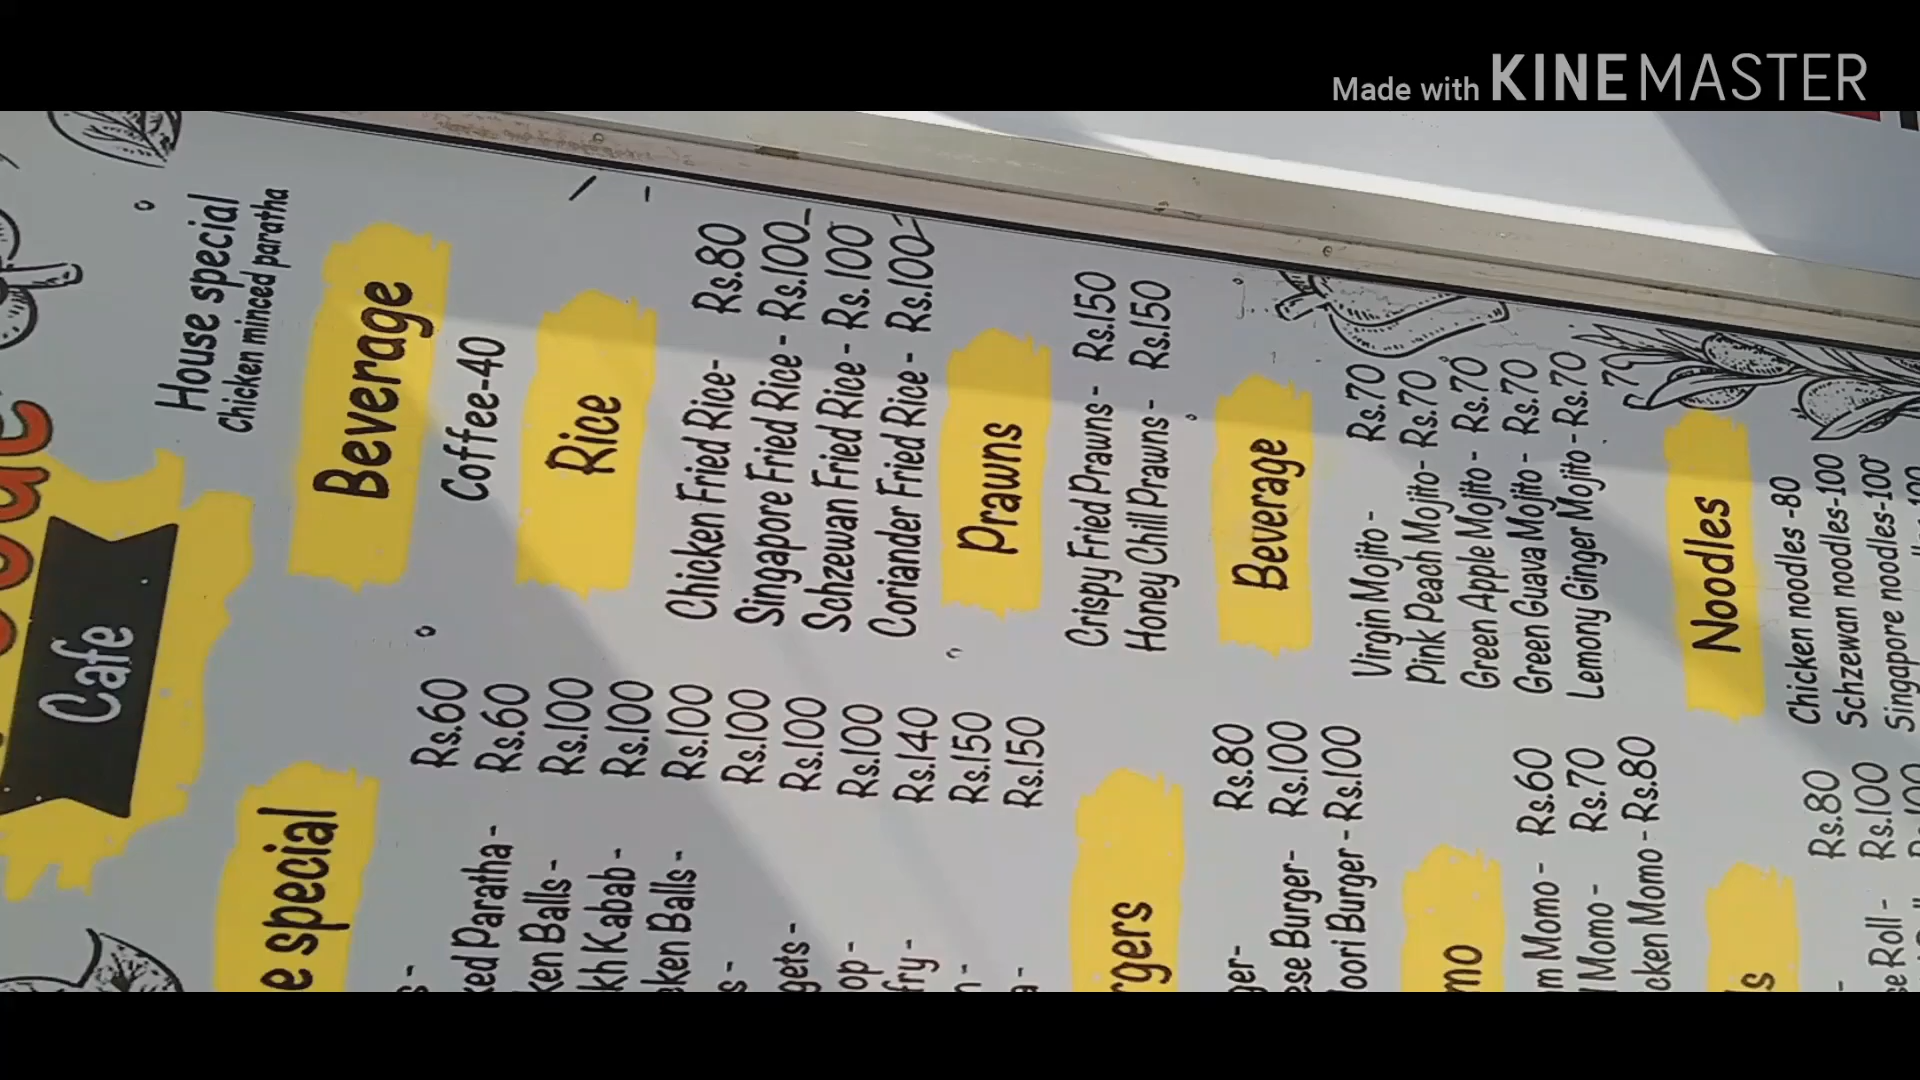 Made with KINEMASTER
Cafe
House special
Chicken minced paratha
Beverage
Coffee-40
Rice
Chicken Fried Rice- Rs.80
Singapore Fried Rice - Rs.100
Schzewan Fried Rice - Rs.100
Coriander Fried Rice - Rs.100
Prawns
Crispy Fried Prawns - Rs.150
Honey Chill Prawns - Rs.150
Beverage
Virgin Mojito - Rs.70
Pink Peach Mojito- Rs.70
Green Apple Mojito - Rs.70
Green Guava Mojito - Rs.70
Lemony Ginger Mojito - Rs.70
Noodles
Chicken noodles -80
Schzewan noodles-100
Singapore noodles-100
special
Rs.60
Paratha - Rs.60
Balls - Rs.100
Kabab - Rs.100
Balls - Rs.100
Rs.100
Rs.100
Rs.100
Rs.140
Rs.150
Rs.150
Rs.80
Burger- Rs.100
Burger - Rs.100
Momo - Rs.60
Momo - Rs.70
Momo - Rs.80
Rs.80
Roll - Rs.100